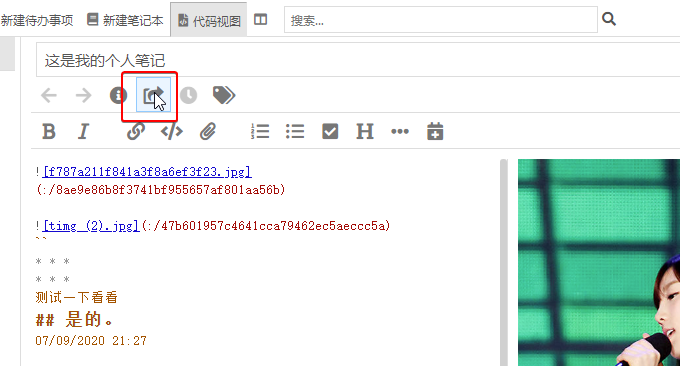 新建待办事项 新建笔记本 代码视图 搜索...
这是我的个人笔记
B I H
![f787a211f841a3f8a6ef3f23.jpg]
(:/8ae9e86b8f3741bf955657af801aa56b)
![timg (2).jpg](:/47b601957c4641cca79462ec5aeccc5a)
``
* * *
* * *
测试一下看看
## 是的。
07/09/2020 21:27